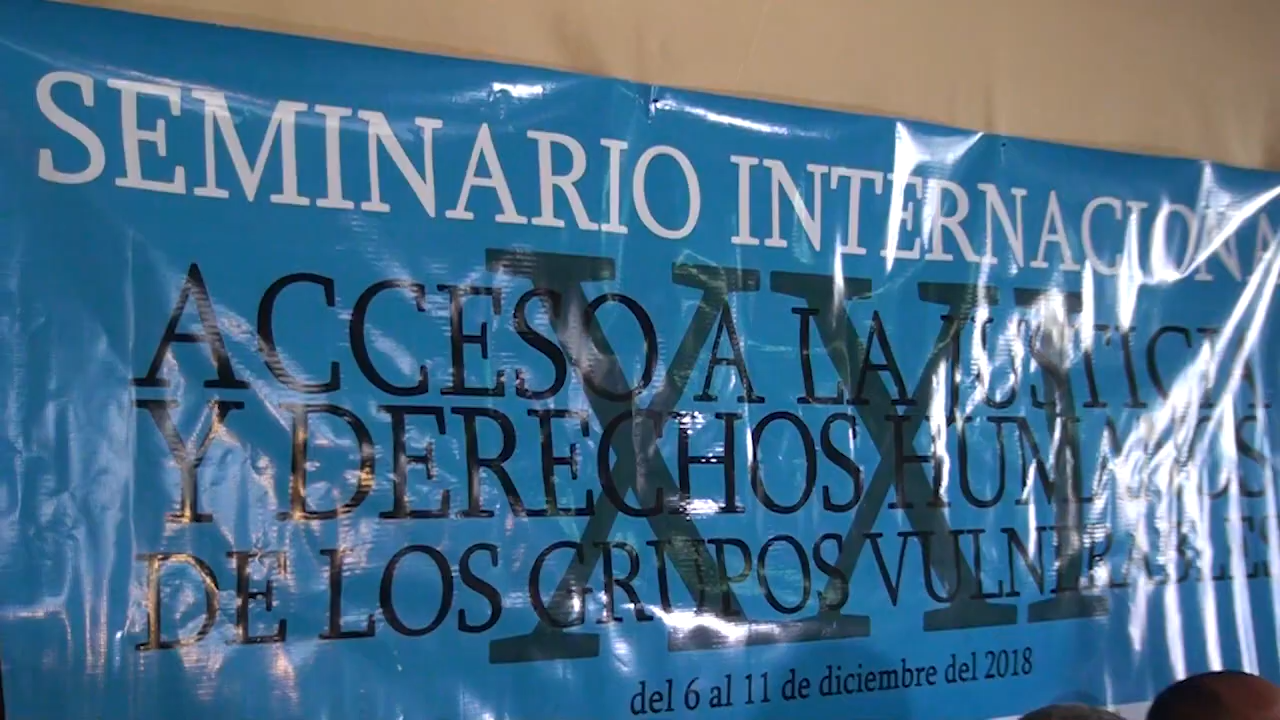 SEMINARIO INTERNACIONA
XXI
ACCESO A LA JUSTICIA
Y DERECHOS HUMANOS
DE LOS GRUPOS VULNERABLES
del 6 al 11 de diciembre del 2018